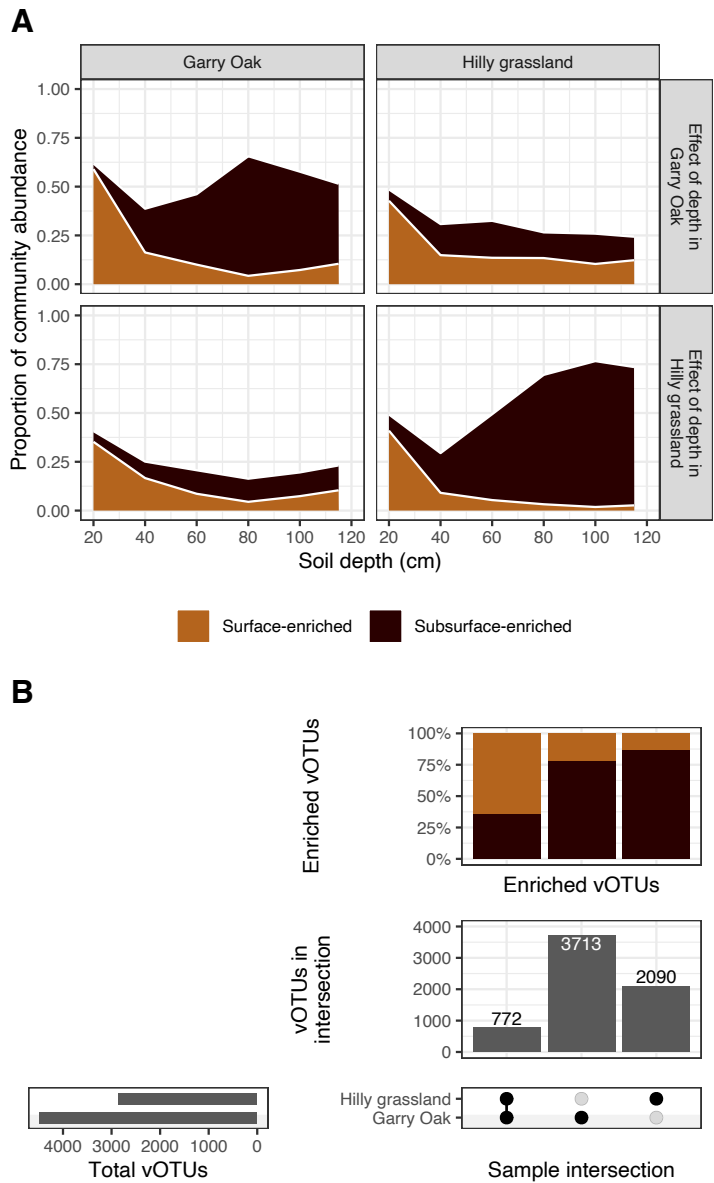 A
Garry Oak
Hilly grassland
Proportion of community abundance
1.00
0.75
0.50
0.25
0.00
Effect of depth in
Garry Oak
1.00
0.75
0.50
0.25
0.00
Effect of depth in
Hilly grassland
20 40 60 80 100 120 20 40 60 80 100 120
Soil depth (cm)
Surface-enriched Subsurface-enriched
B
Enriched vOTUs
100%
75%
50%
25%
0%
Enriched vOTUs
vOTUs in
intersection
4000
3000
2000
1000
0
772 3713 2090
Hilly grassland
Garry Oak
4000 3000 2000 1000 0
Total vOTUs
Sample intersection